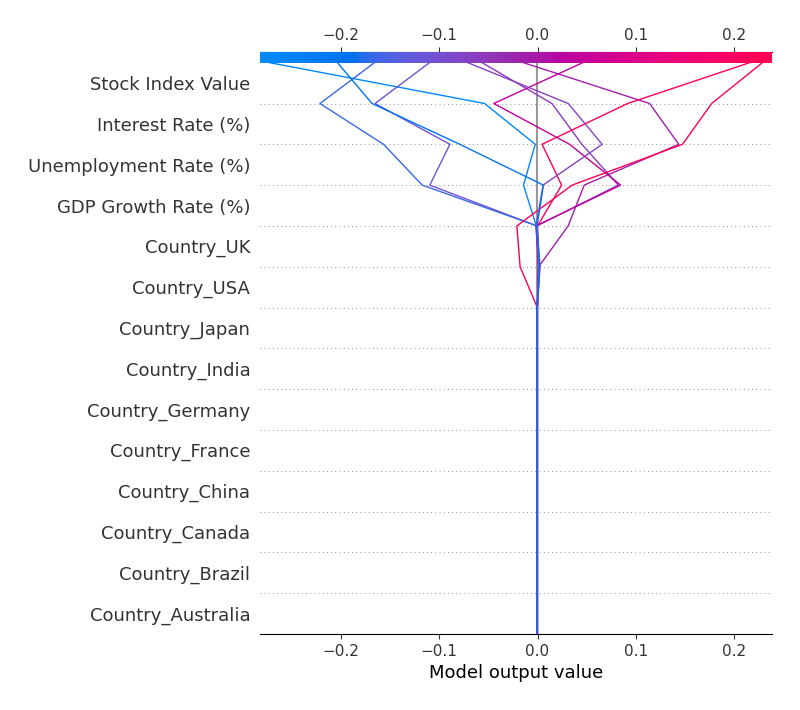 −0.2 −0.1 0.0 0.1 0.2
Stock Index Value
Interest Rate (%)
Unemployment Rate (%)
GDP Growth Rate (%)
Country_UK
Country_USA
Country_Japan
Country_India
Country_Germany
Country_France
Country_China
Country_Canada
Country_Brazil
Country_Australia
−0.2 −0.1 0.0 0.1 0.2
Model output value